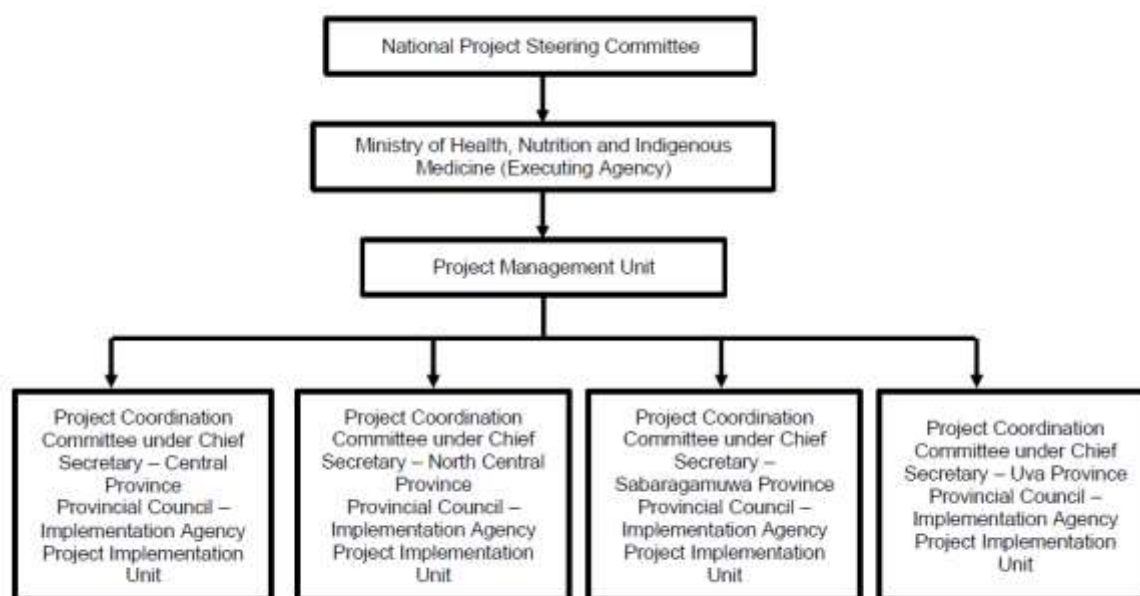 National Project Steering Committee
Ministry of Health, Nutrition and Indigenous
Medicine (Executing Agency)
Project Management Unit
Project Coordination
Committee under Chief
Secretary – Central
Province
Provincial Council –
Implementation Agency
Project Implementation
Unit
Project Coordination
Committee under Chief
Secretary – North Central
Province
Provincial Council –
Implementation Agency
Project Implementation
Unit
Project Coordination
Committee under Chief
Secretary –
Sabaragamuwa Province
Provincial Council –
Implementation Agency
Project Implementation
Unit
Project Coordination
Committee under Chief
Secretary – Uva Province
Provincial Council –
Implementation Agency
Project Implementation
Unit